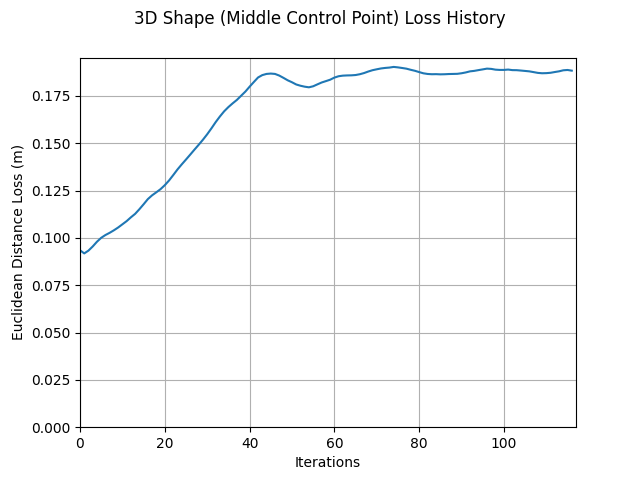 3D Shape (Middle Control Point) Loss History
0.175
0.150
0.125
0.100
0.075
0.050
0.025
0.000
Euclidean Distance Loss (m)
0 20 40 60 80 100
Iterations